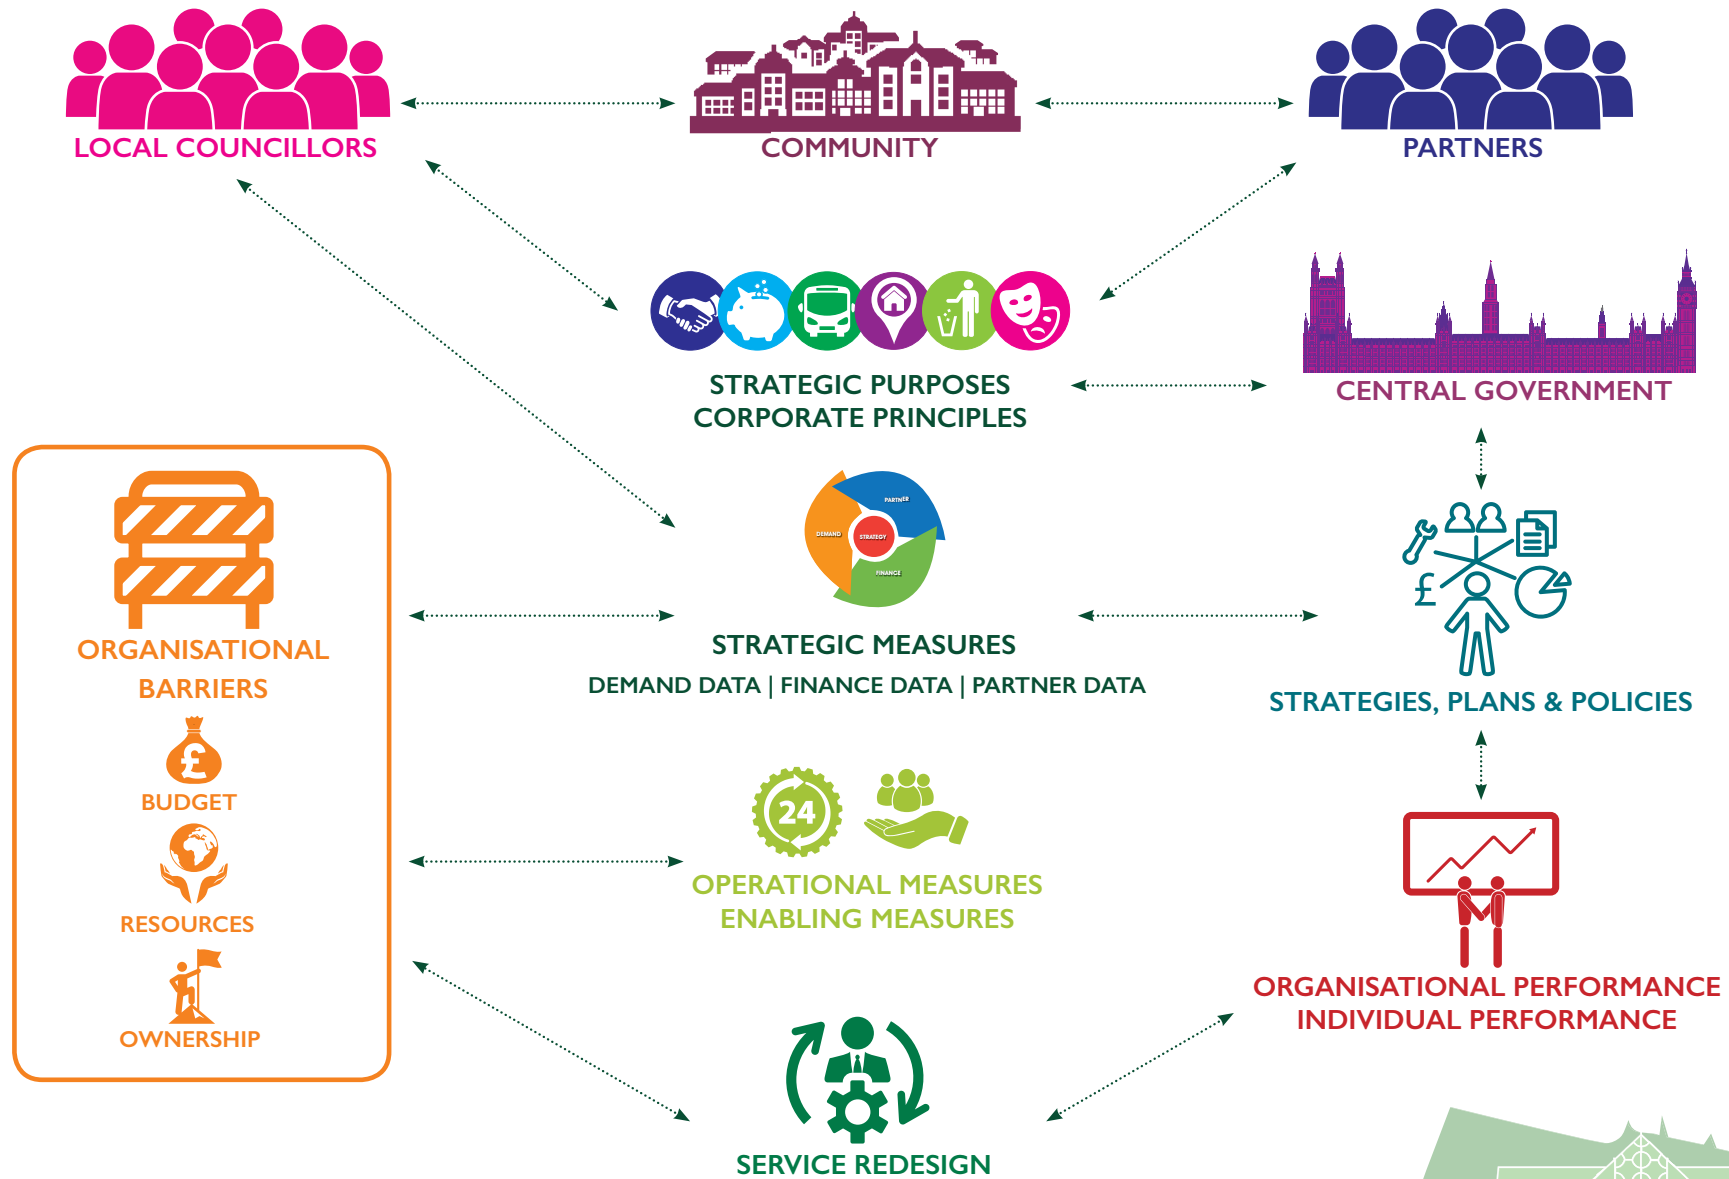 LOCAL COUNCILLORS
COMMUNITY
PARTNERS
STRATEGIC PURPOSES
CORPORATE PRINCIPLES
CENTRAL GOVERNMENT
PARTNER
DEMAND
STRATEGY
FINANCE
STRATEGIC MEASURES
DEMAND DATA | FINANCE DATA | PARTNER DATA
ORGANISATIONAL
BARRIERS
£
BUDGET
RESOURCES
OWNERSHIP
£
STRATEGIES, PLANS & POLICIES
24
OPERATIONAL MEASURES
ENABLING MEASURES
ORGANISATIONAL PERFORMANCE
INDIVIDUAL PERFORMANCE
SERVICE REDESIGN